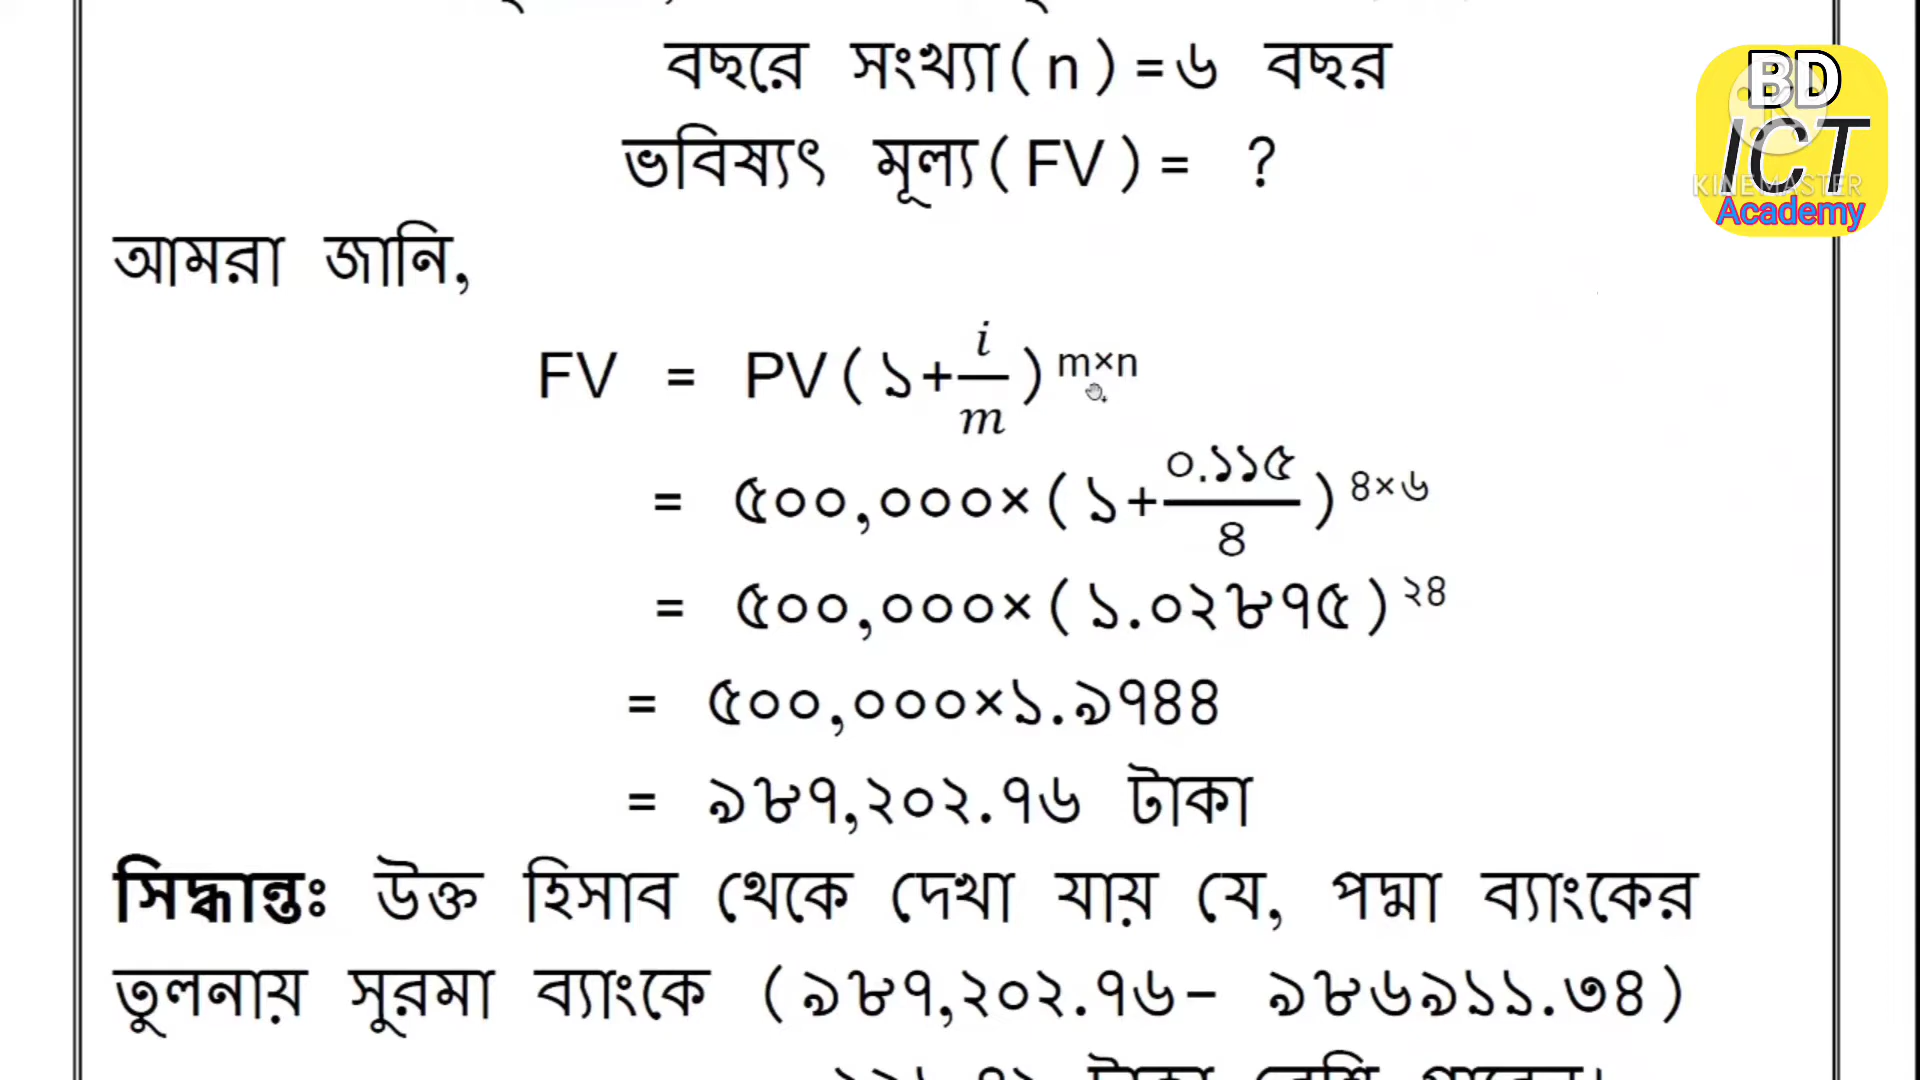 বছরে সংখ্যা(n)=৬ বছর
ভবিষ্যৎ মূল্য(FV)= ?
আমরা জানি,
FV = PV(১+i/m)^m×n
= ৫০০,০০০×(১+০.১১৫/৪)^৪×৬
= ৫০০,০০০×(১.০২৮৭৫)^২৪
= ৫০০,০০০×১.৯৭৪৪
= ৯৮৭,২০২.৭৬ টাকা
সিদ্ধান্তঃ উক্ত হিসাব থেকে দেখা যায় যে, পদ্মা ব্যাংকের
তুলনায় সুরমা ব্যাংকে (৯৮৭,২০২.৭৬- ৯৮৬৯১১.৩৪)
টাকা বেশি পাবেন।
BD
ICT
KINEMASTER
Academy